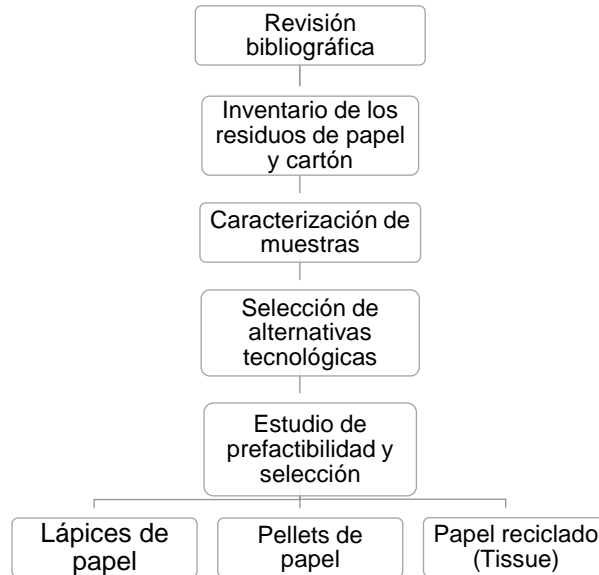 Revisión
bibliográfica
Inventario de los
residuos de papel
y cartón
Caracterización de
muestras
Selección de
alternativas
tecnológicas
Estudio de
prefactibilidad y
selección
Lápices de
papel
Pellets de
papel
Papel reciclado
(Tissue)